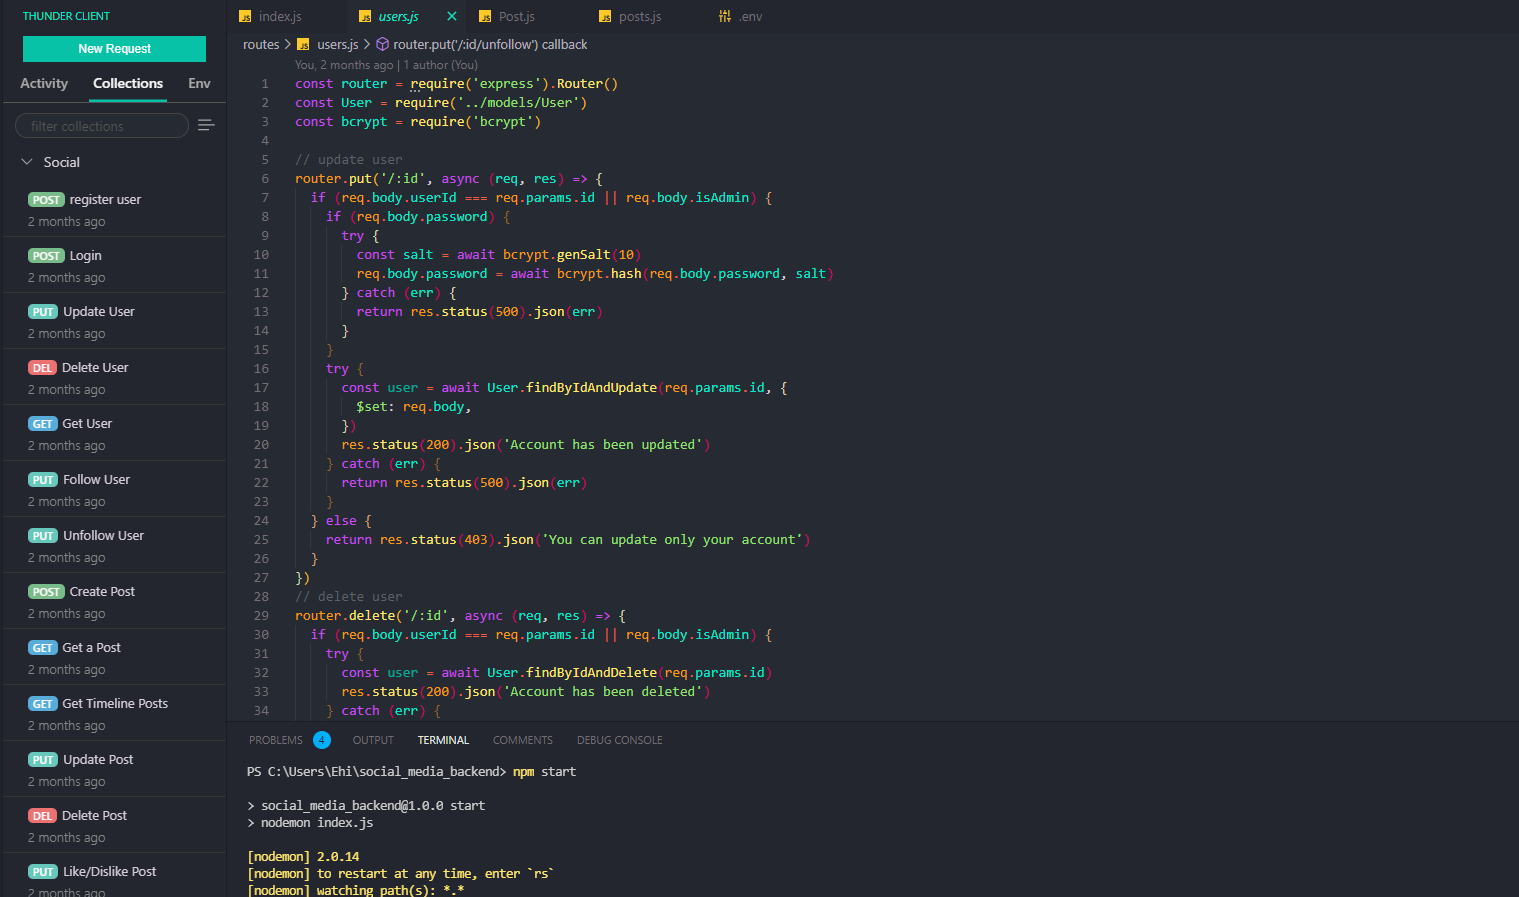 THUNDER CLIENT
New Request
Activity Collections Env
filter collections
Social
POST register user
2 months ago
POST Login
2 months ago
PUT Update User
2 months ago
DEL Delete User
2 months ago
GET Get User
2 months ago
PUT Follow User
2 months ago
PUT Unfollow User
2 months ago
POST Create Post
2 months ago
GET Get a Post
2 months ago
GET Get Timeline Posts
2 months ago
PUT Update Post
2 months ago
DEL Delete Post
2 months ago
PUT Like/Dislike Post
2 months ago
JS index.js JS users.js × JS Post.js JS posts.js .env
routes > JS users.js > router.put('/:id/unfollow') callback
You, 2 months ago | 1 author (You)
1 const router = require('express').Router()
2 const User = require('../models/User')
3 const bcrypt = require('bcrypt')
4
5 // update user
6 router.put('/:id', async (req, res) => {
7 if (req.body.userId === req.params.id || req.body.isAdmin) {
8 if (req.body.password) {
9 try {
10 const salt = await bcrypt.genSalt(10)
11 req.body.password = await bcrypt.hash(req.body.password, salt)
12 } catch (err) {
13 return res.status(500).json(err)
14 }
15 }
16 try {
17 const user = await User.findByIdAndUpdate(req.params.id, {
18 $set: req.body,
19 })
20 res.status(200).json('Account has been updated')
21 } catch (err) {
22 return res.status(500).json(err)
23 }
24 } else {
25 return res.status(403).json('You can update only your account')
26 }
27 })
28 // delete user
29 router.delete('/:id', async (req, res) => {
30 if (req.body.userId === req.params.id || req.body.isAdmin) {
31 try {
32 const user = await User.findByIdAndDelete(req.params.id)
33 res.status(200).json('Account has been deleted')
34 } catch (err) {
PROBLEMS 4 OUTPUT TERMINAL COMMENTS DEBUG CONSOLE
PS C:\Users\Ehi\social_media_backend> npm start
> social_media_backend@1.0.0 start
> nodemon index.js
[nodemon] 2.0.14
[nodemon] to restart at any time, enter `rs`
[nodemon] watching path(s): *.*